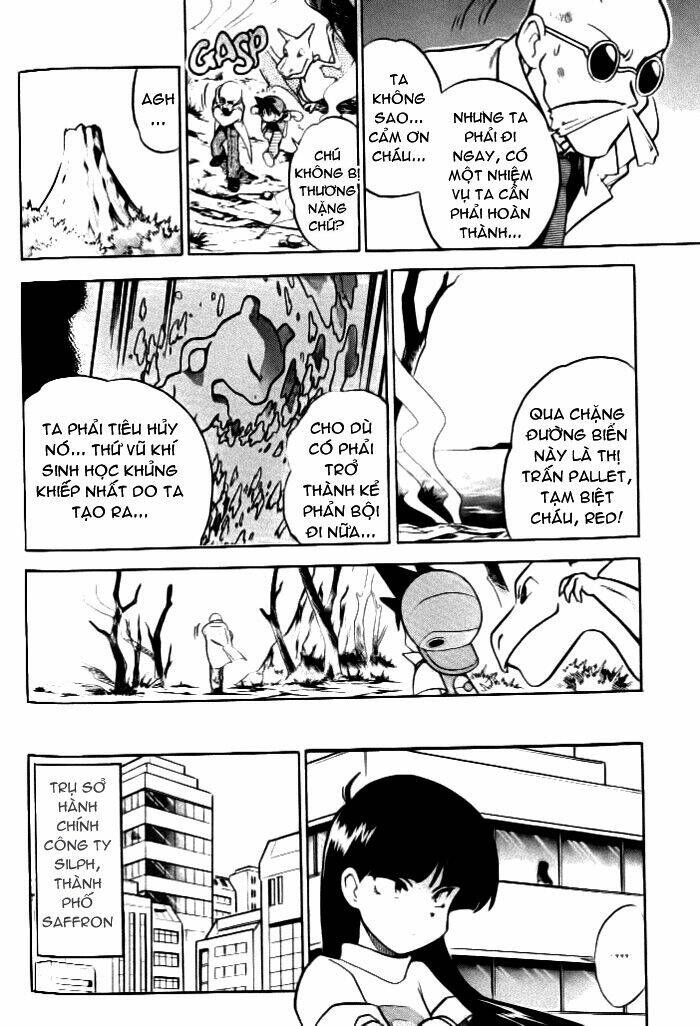 AGH
...
GASP
CHÚ
KHÔNG BỊ
THƯƠNG
NẶNG
CHỨ?
TA
KHÔNG
SAO...
CẢM ƠN
CHÁU...
NHƯNG TA
PHẢI ĐI
NGAY, CÓ
MỘT NHIỆM
VỤ TA CẦN
PHẢI HOÀN
THÀNH...
TA PHẢI TIÊU HỦY
NÓ... THỨ VŨ KHÍ
SINH HỌC KHỦNG
KHIẾP NHẤT DO TA
TẠO RA...
CHO DÙ
CÓ PHẢI
TRỞ
THÀNH KẺ
PHẢN BỘI
ĐI NỮA...
QUA CHẶNG
ĐƯỜNG BIỂN
NÀY LÀ THỊ
TRẤN PALLET,
TẠM BIỆT
CHÁU, RED!
TRỤ SỞ
HÀNH
CHÍNH
CÔNG TY
SILPH,
THÀNH
PHỐ
SAFFRON
....